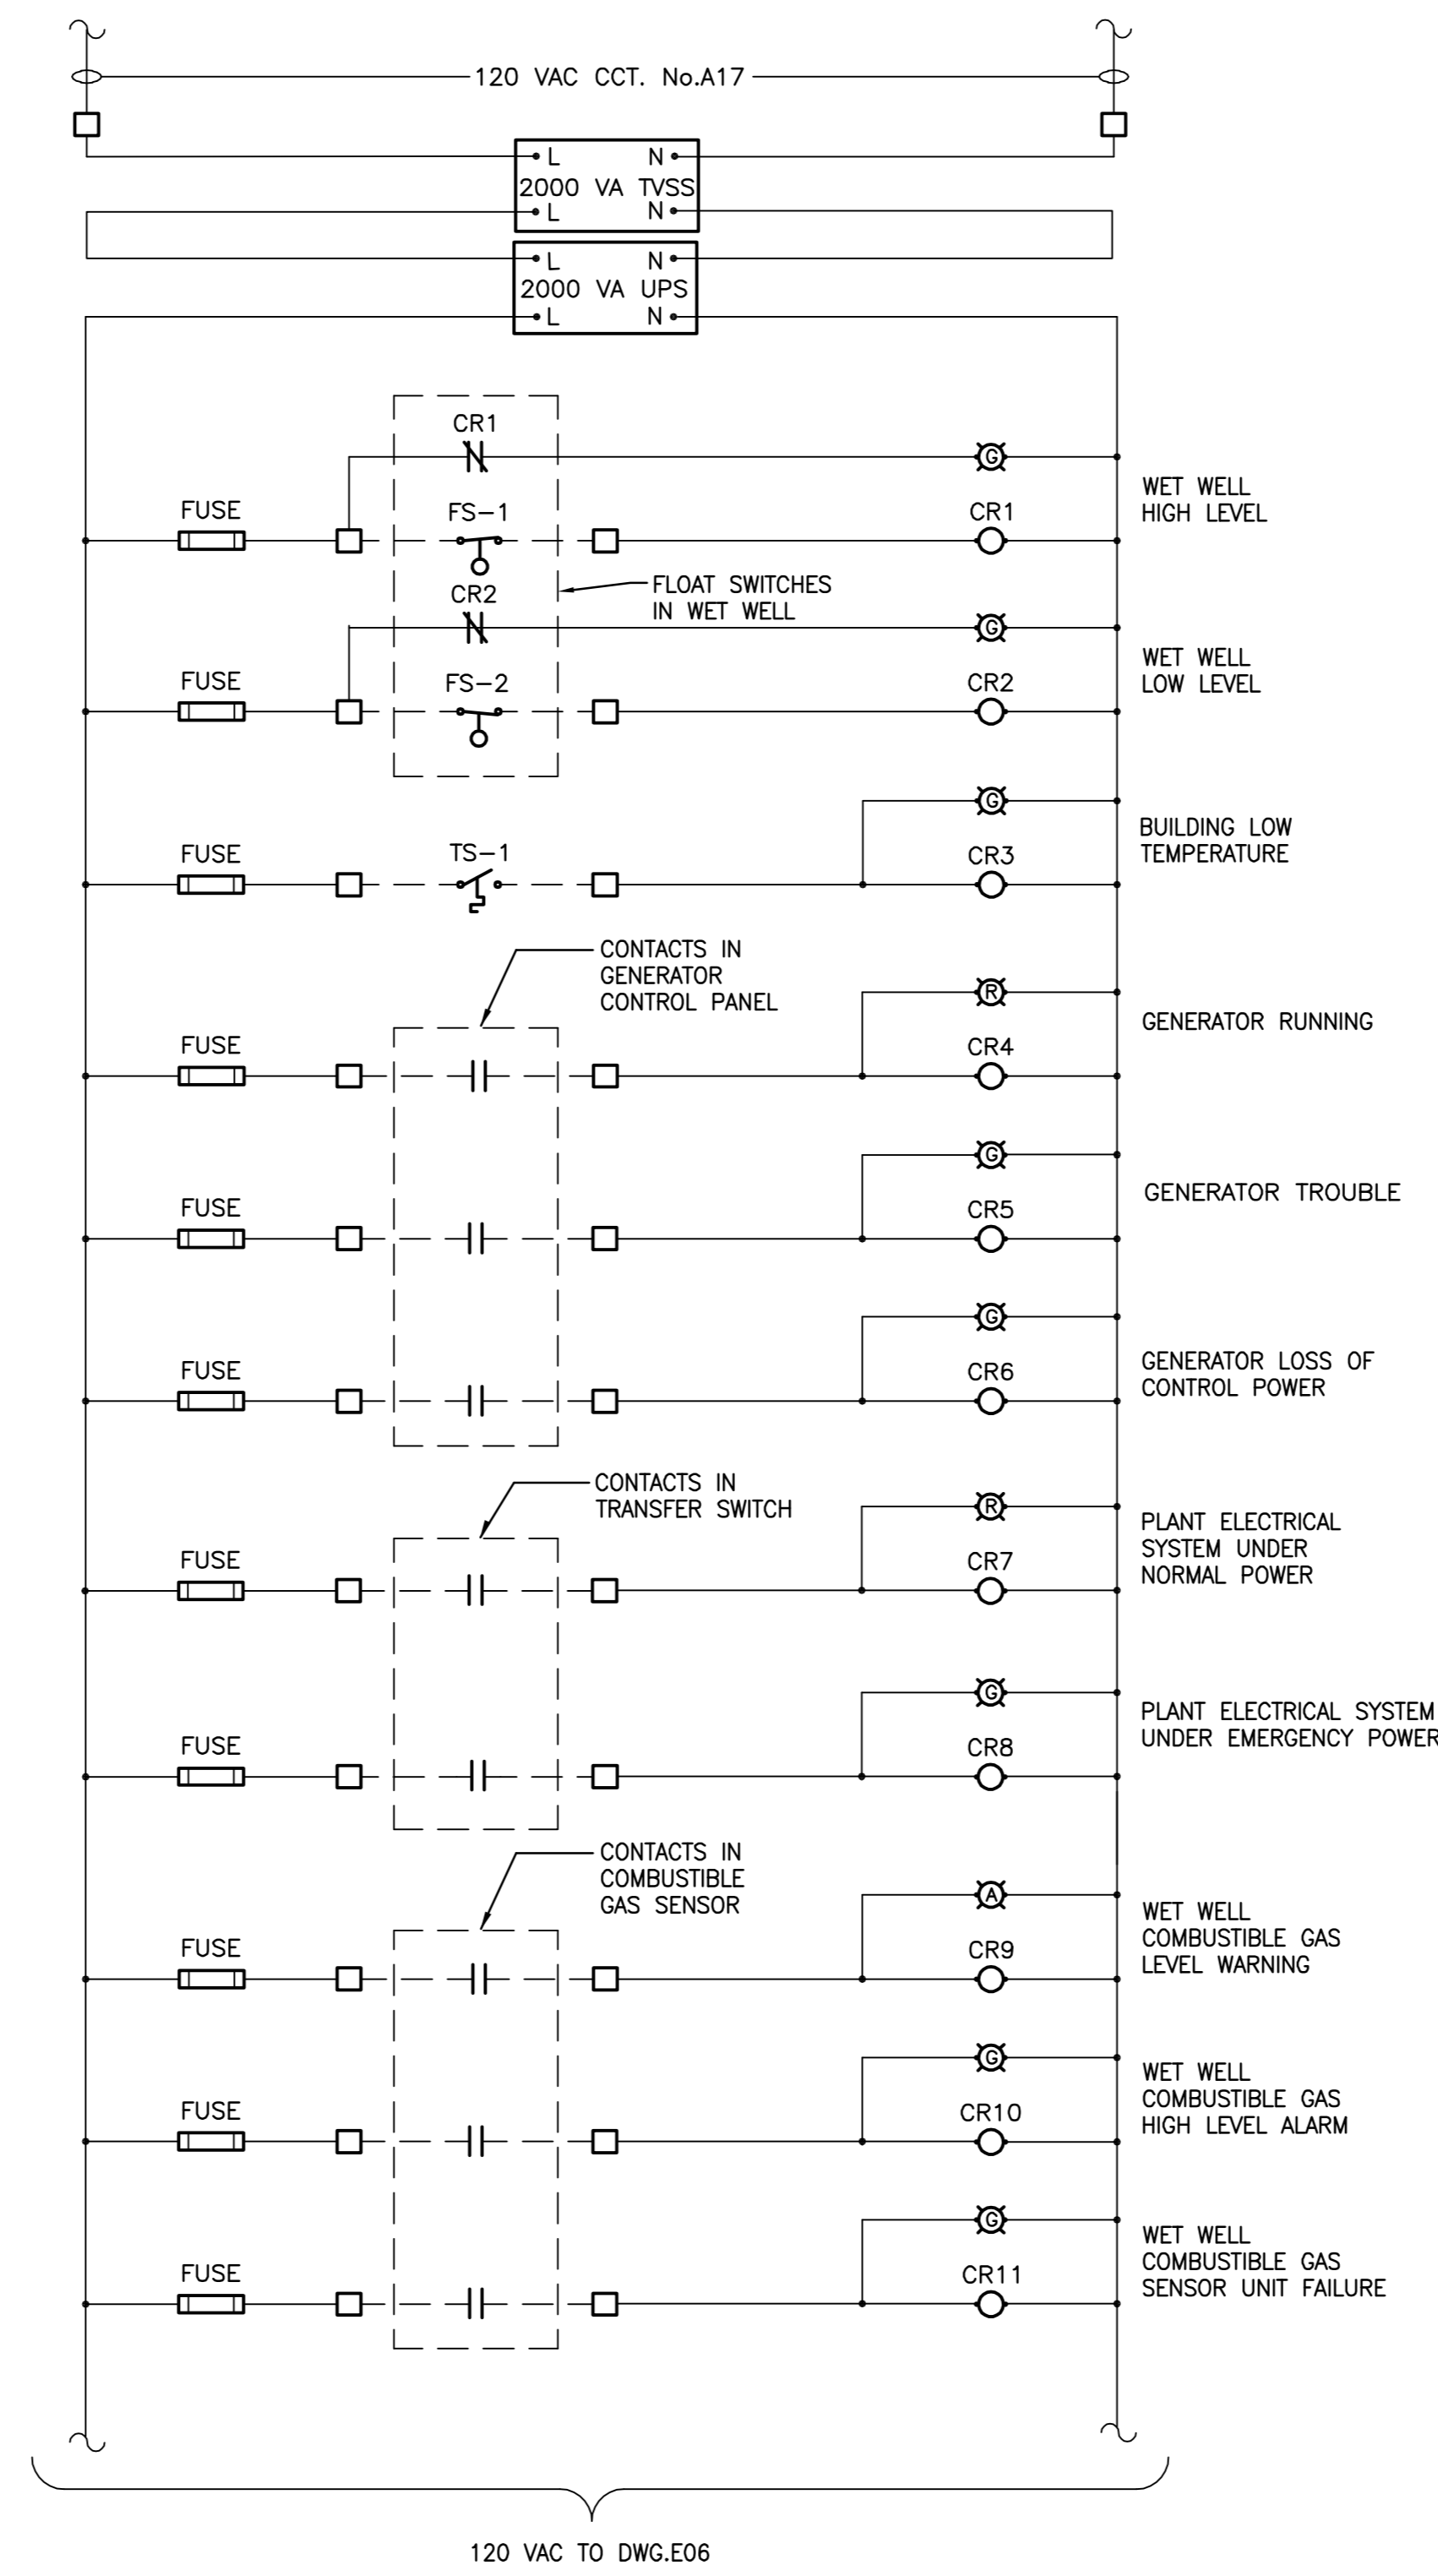 120 VAC CCT. No.A17
L N
2000 VA TVSS
L N
L N
2000 VA UPS
L N
CR1
G
WET WELL
HIGH LEVEL
FUSE
FS-1
CR1
FLOAT SWITCHES
IN WET WELL
CR2
G
WET WELL
LOW LEVEL
FUSE
FS-2
CR2
G
BUILDING LOW
TEMPERATURE
FUSE
TS-1
CR3
CONTACTS IN
GENERATOR
CONTROL PANEL
R
GENERATOR RUNNING
FUSE
CR4
G
GENERATOR TROUBLE
FUSE
CR5
G
GENERATOR LOSS OF
CONTROL POWER
FUSE
CR6
CONTACTS IN
TRANSFER SWITCH
R
PLANT ELECTRICAL
SYSTEM UNDER
NORMAL POWER
FUSE
CR7
G
PLANT ELECTRICAL SYSTEM
UNDER EMERGENCY POWER
FUSE
CR8
CONTACTS IN
COMBUSTIBLE
GAS SENSOR
A
WET WELL
COMBUSTIBLE GAS
LEVEL WARNING
FUSE
CR9
G
WET WELL
COMBUSTIBLE GAS
HIGH LEVEL ALARM
FUSE
CR10
G
WET WELL
COMBUSTIBLE GAS
SENSOR UNIT FAILURE
FUSE
CR11
120 VAC TO DWG.E06